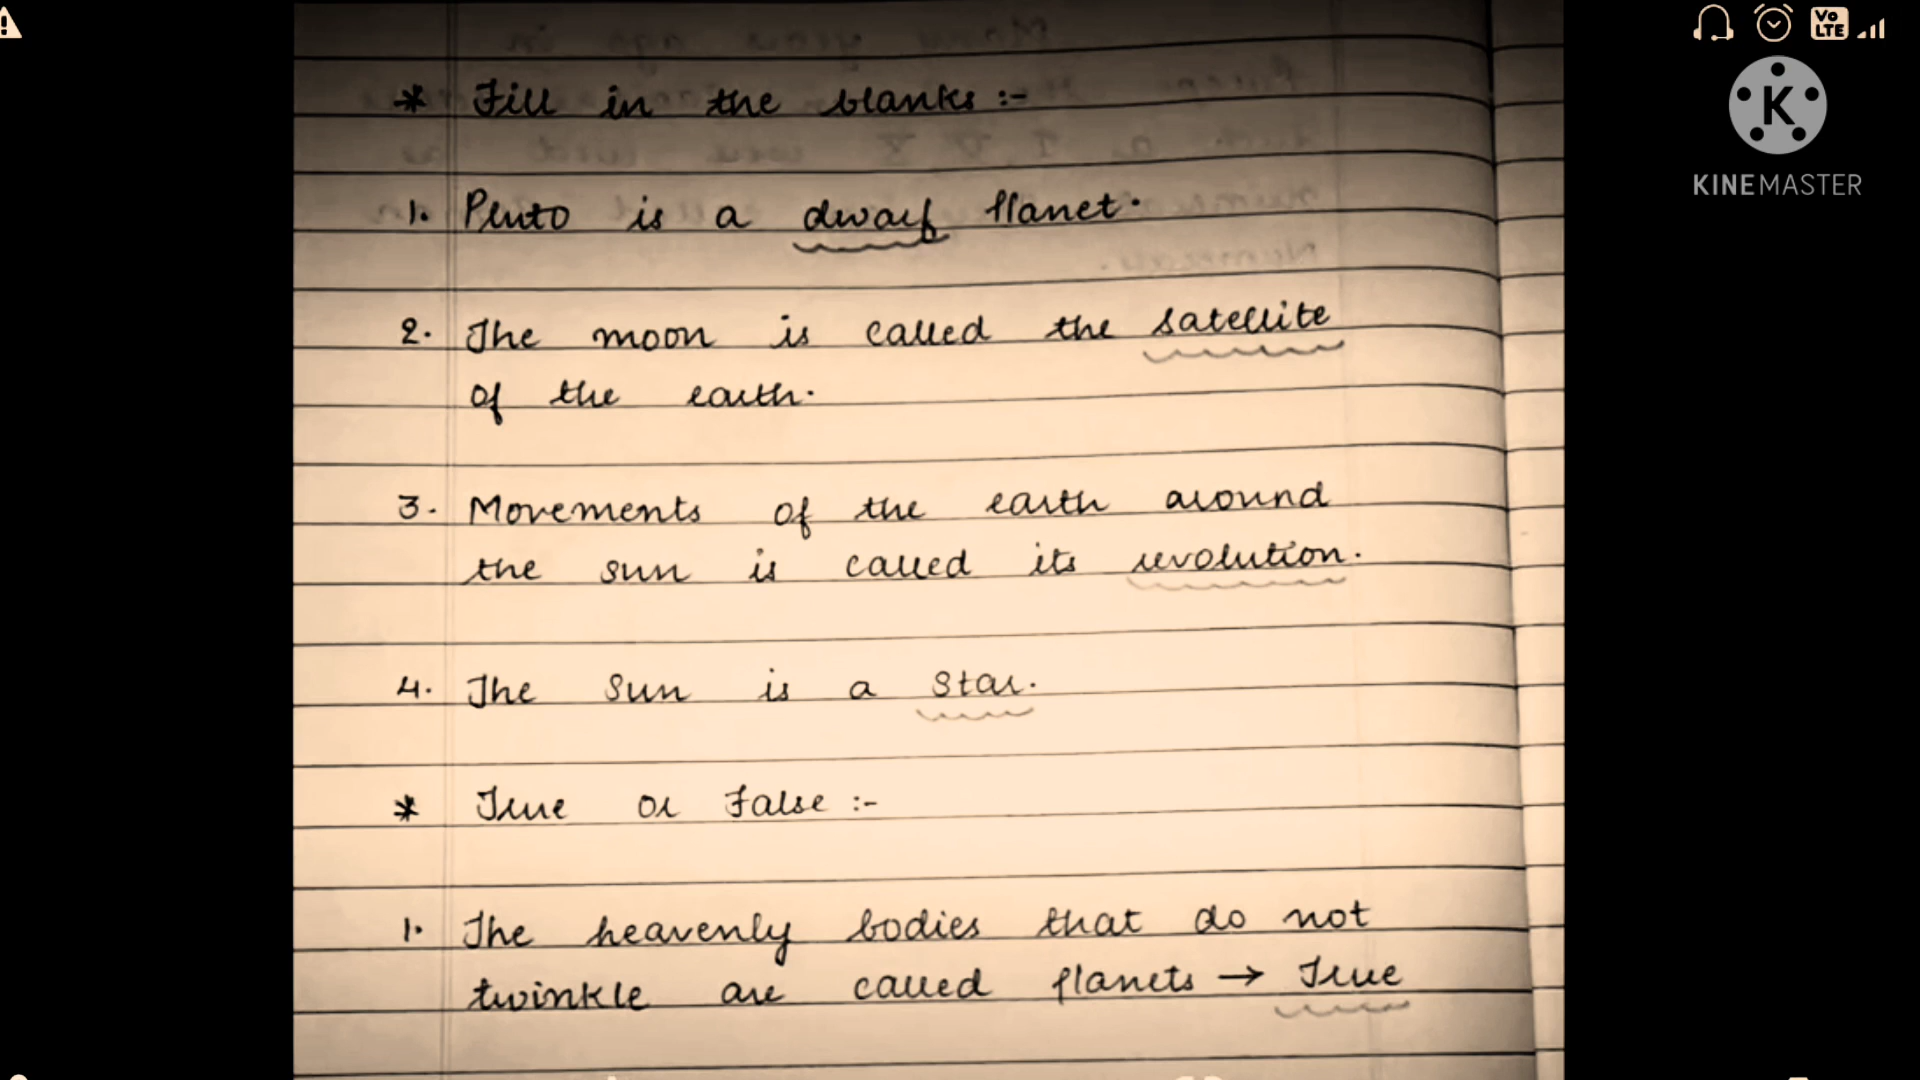 * Fill in the blanks :-
1. Pluto is a dwarf planet.
2. The moon is called the satellite
of the earth.
3. Movements of the earth around
the sun is called its revolution.
4. The sun is a star.
* True or False :-
1. The heavenly bodies that do not
twinkle are called planets → True
VoLTE
K
KINEMASTER